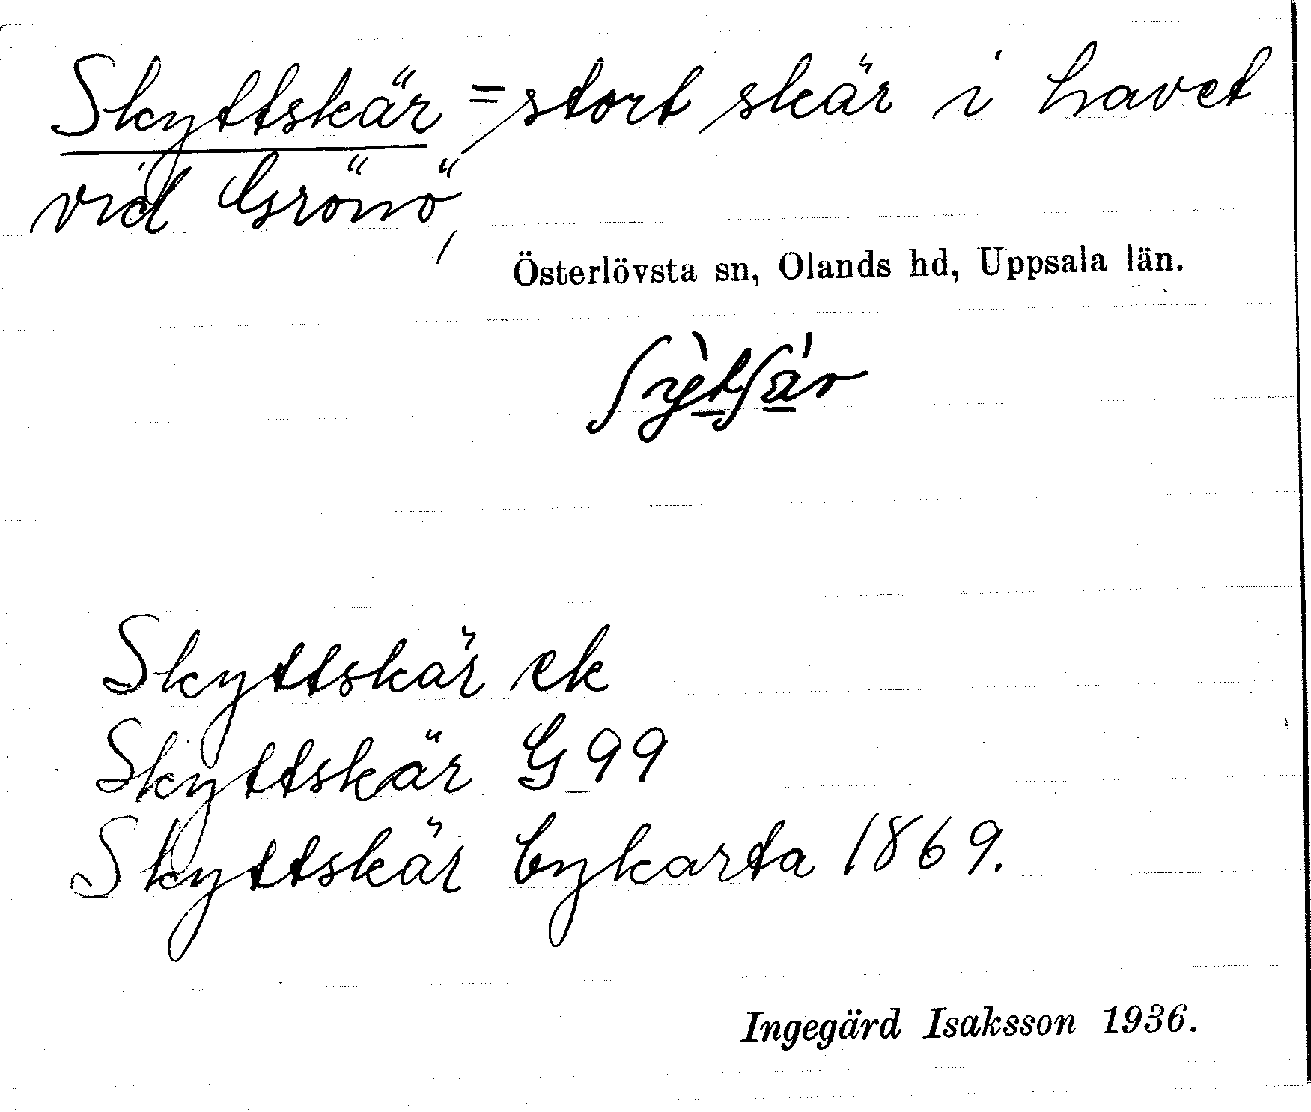 Skyttskär = stort skär i havet
vid Grönö,
Österlövsta sn, Olands hd, Uppsala län.
Skyttskär ek
Skyttskär G 99
Skyttskär bykarta 1869.
Ingegärd Isaksson 1936.